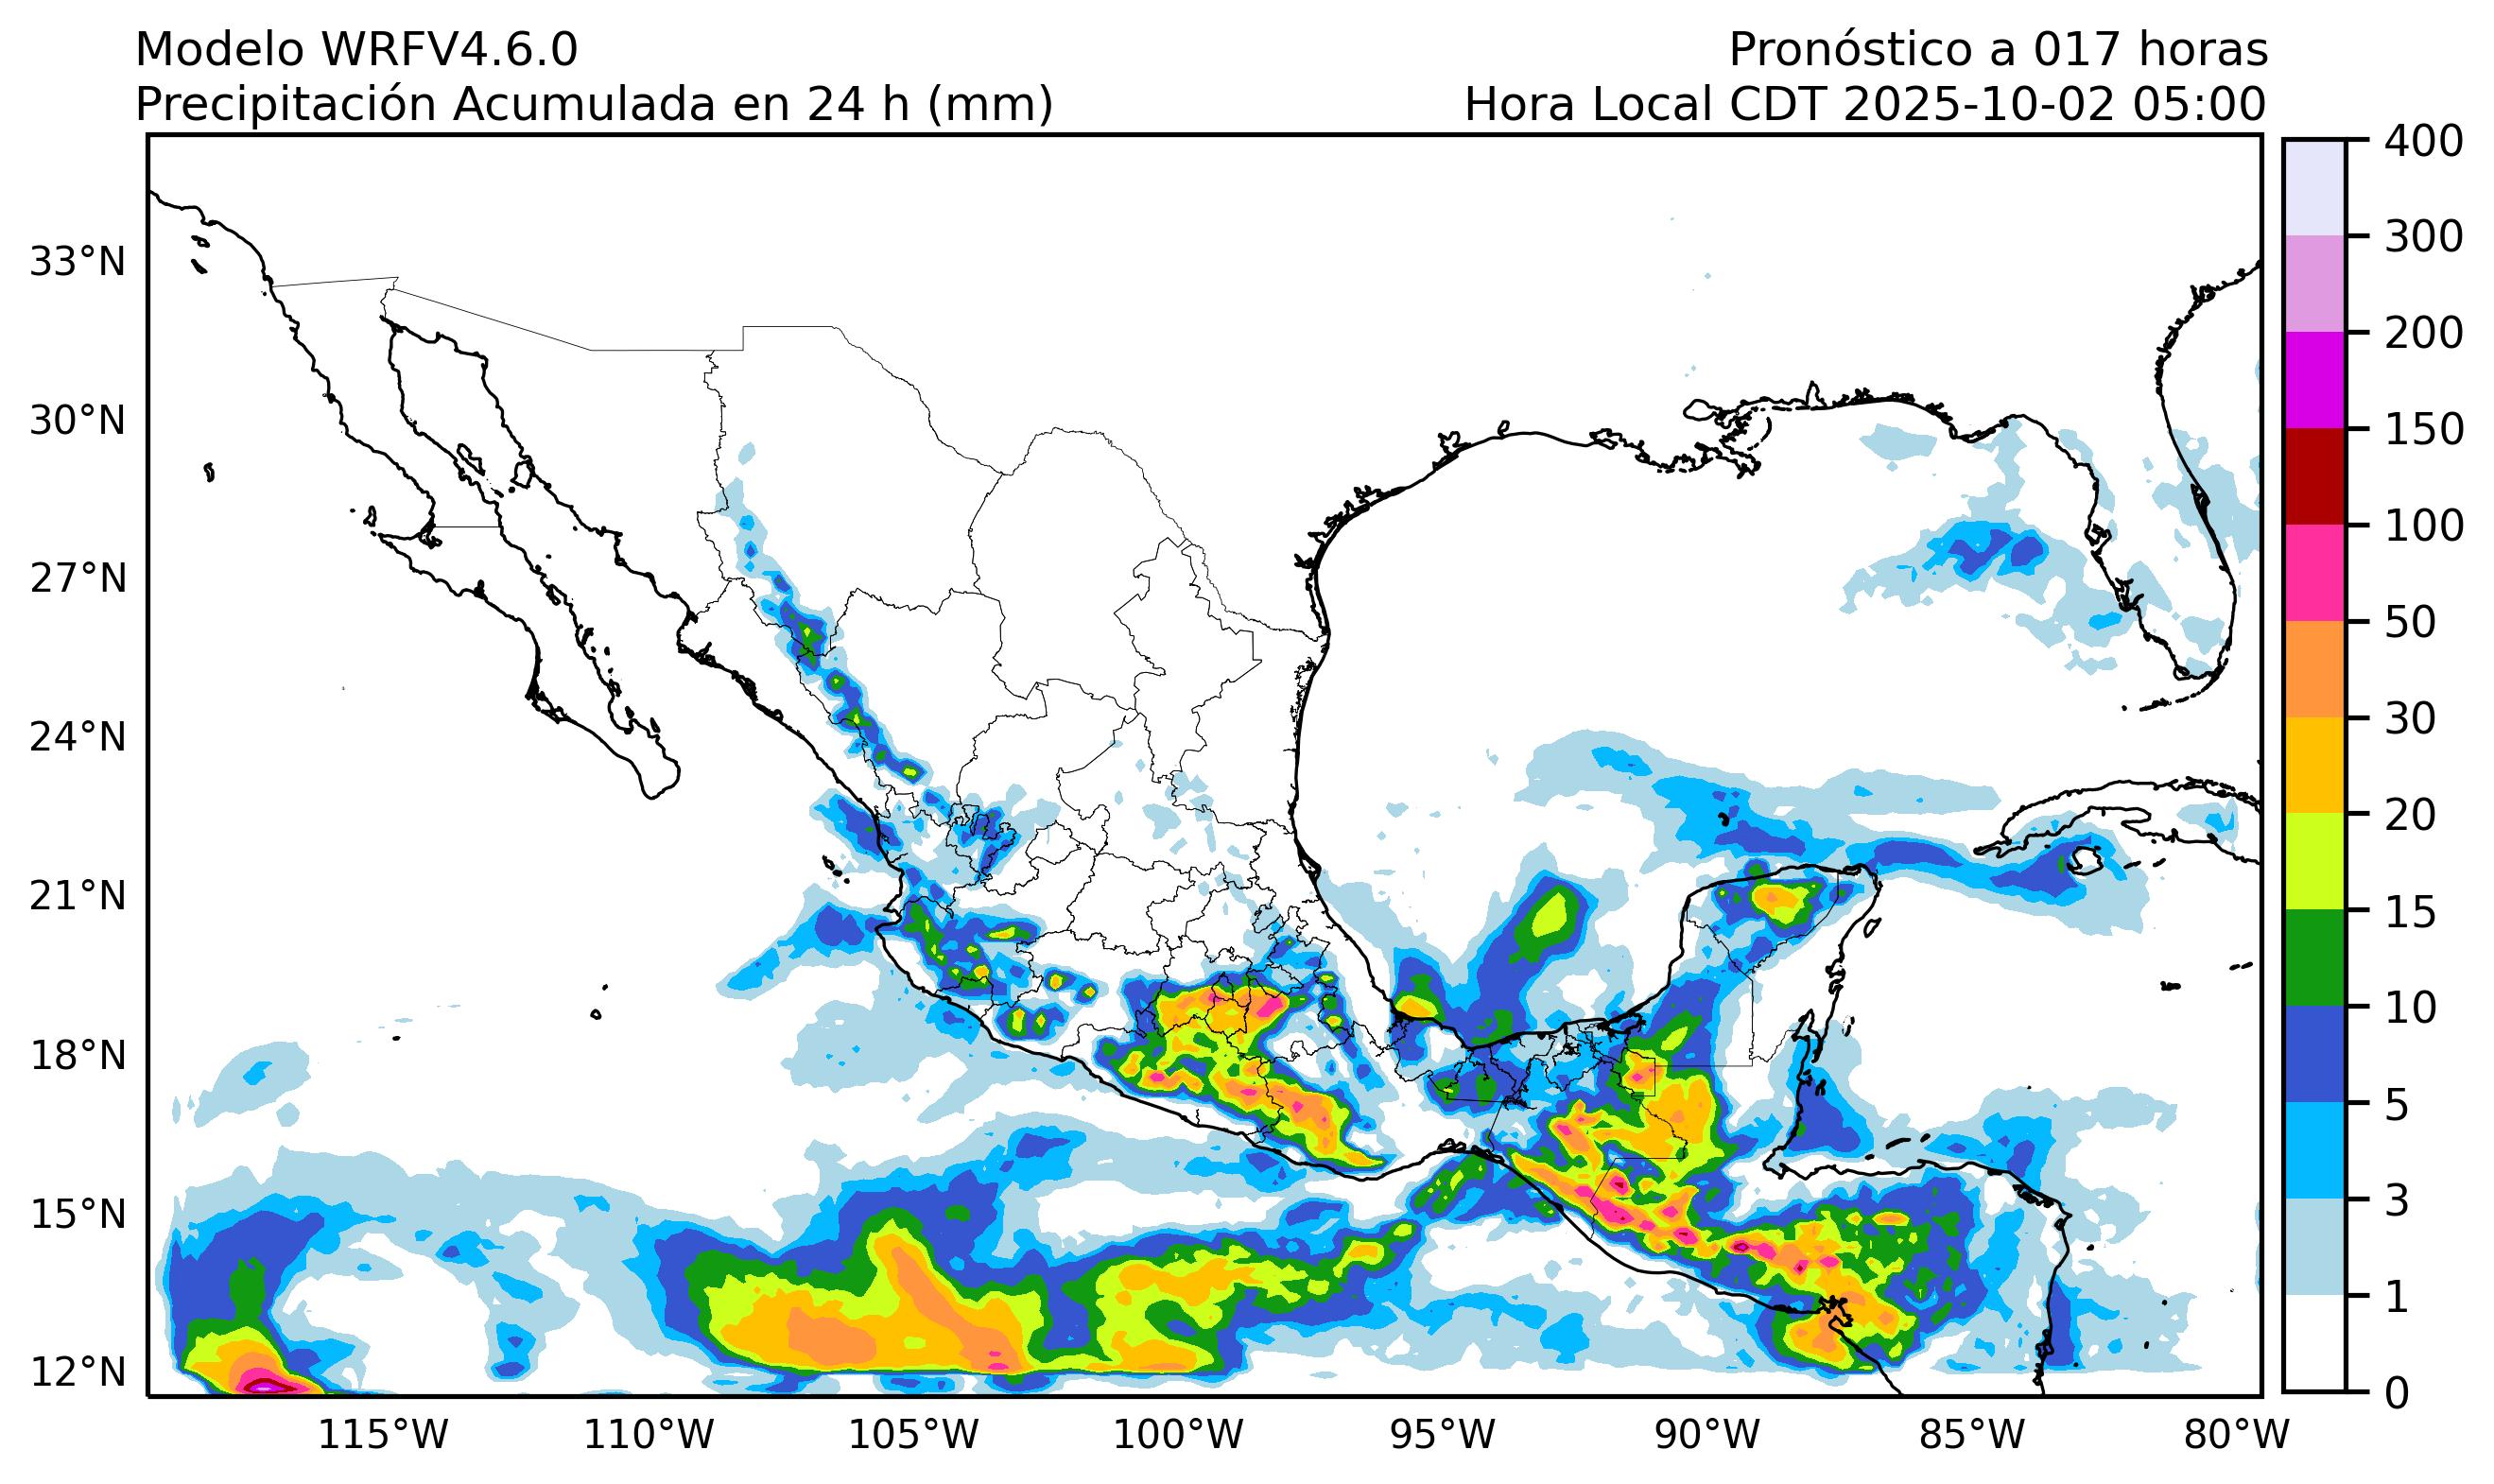 Modelo WRFV4.6.0
Pronóstico a 017 horas
Precipitación Acumulada en 24 h (mm)
Hora Local CDT 2025-10-02 05:00
33°N
30°N
27°N
24°N
21°N
18°N
15°N
12°N
115°W
110°W
105°W
100°W
95°W
90°W
85°W
80°W
400
300
200
150
100
50
30
20
15
10
5
3
1
0